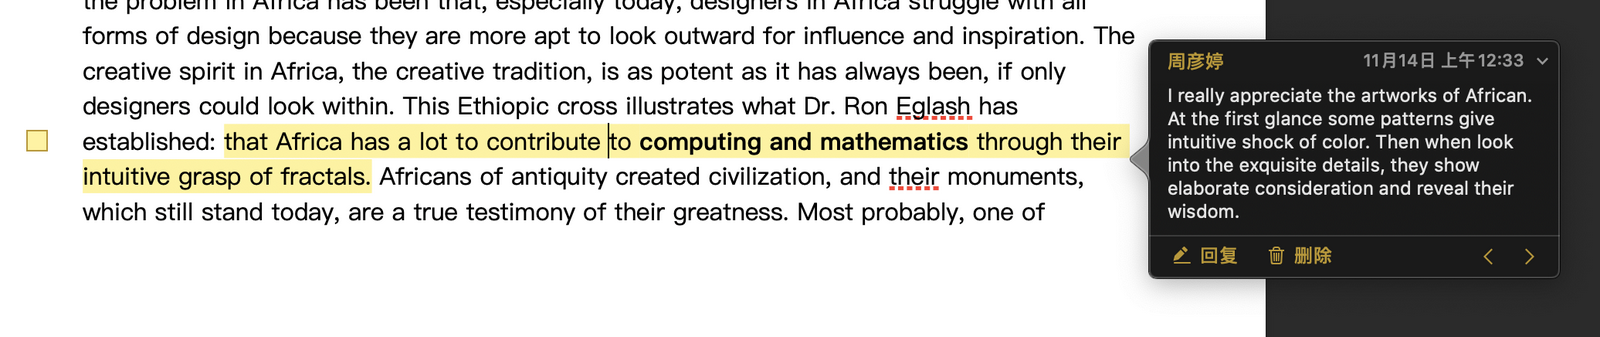 the problem in Africa has been that, especially today, designers in Africa struggle with all
forms of design because they are more apt to look outward for influence and inspiration. The
creative spirit in Africa, the creative tradition, is as potent as it has always been, if only
designers could look within. This Ethiopic cross illustrates what Dr. Ron Eglash has
established: that Africa has a lot to contribute to computing and mathematics through their
intuitive grasp of fractals. Africans of antiquity created civilization, and their monuments,
which still stand today, are a true testimony of their greatness. Most probably, one of
周彦婷
11月14日 上午12:33
I really appreciate the artworks of African.
At the first glance some patterns give
intuitive shock of color. Then when look
into the exquisite details, they show
elaborate consideration and reveal their
wisdom.
回复
删除